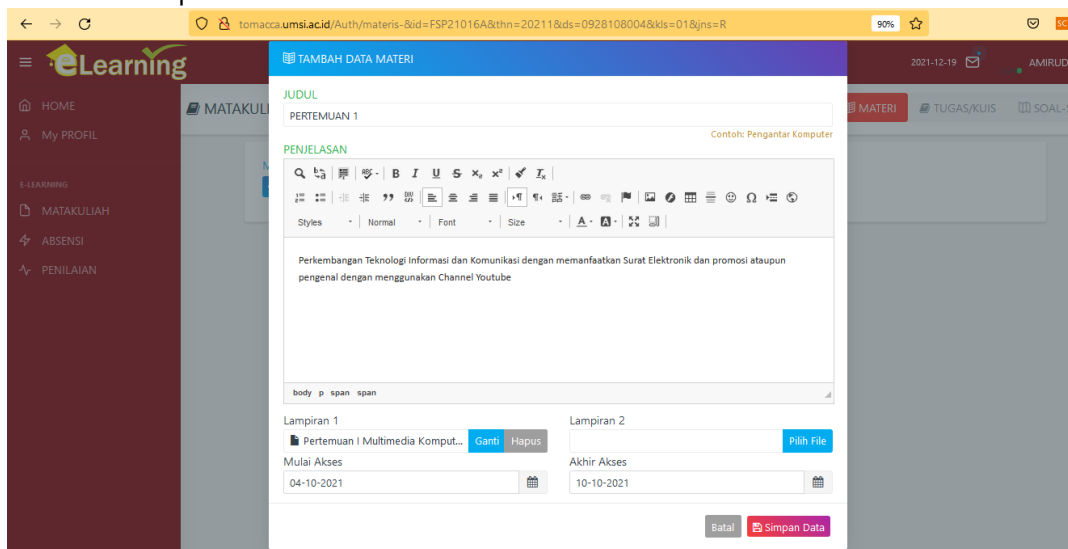 tomacca.umsi.ac.id/Auth/materis-&id=FSP21016A&thn=20211&ds=0928108004&kls=01&jns=R
90%
eLearning
TAMBAH DATA MATERI
2021-12-19
AMIRUD
HOME
My PROFIL
E-LEARNING
MATAKULIAH
ABSENSI
PENILAIAN
MATAKULI
MATERI
TUGAS/KUIS
SOAL-S
JUDUL
PERTEMUAN 1
Contoh: Pengantar Komputer
PENJELASAN
Styles
Normal
Font
Size
Perkembangan Teknologi Informasi dan Komunikasi dengan memanfaatkan Surat Elektronik dan promosi ataupun
pengenal dengan menggunakan Channel Youtube
body p span span
Lampiran 1
Lampiran 2
Pertemuan I Multimedia Komput... Ganti Hapus
Pilih File
Mulai Akses
Akhir Akses
04-10-2021
10-10-2021
Batal
Simpan Data